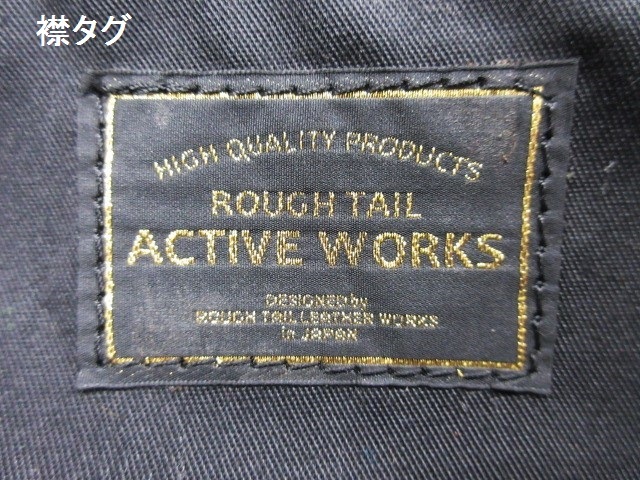 襟タグ
HIGH QUALITY PRODUCTS
ROUGH TAIL
ACTIVE WORKS
DESIGNED by
ROUGH TAIL LEATHER WORKS
in JAPAN